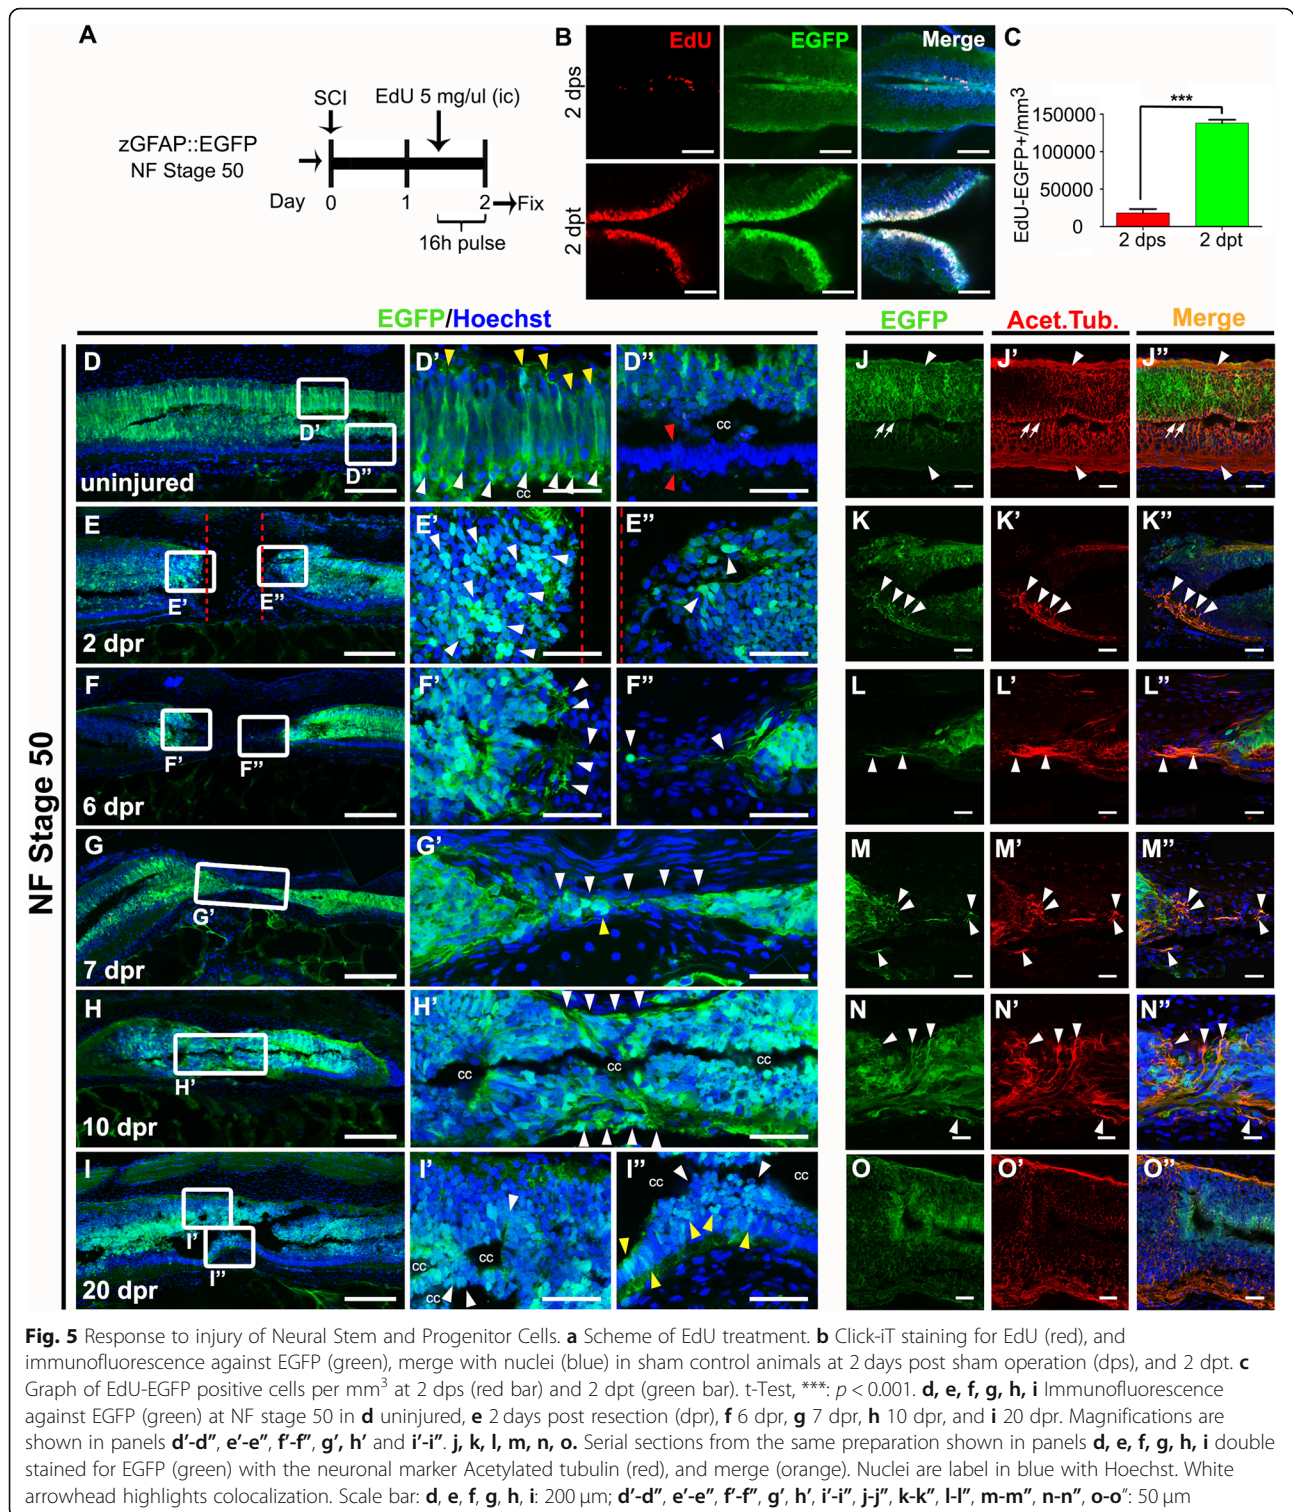 A
SCI
EdU 5 mg/ul (ic)
zGFAP::EGFP
NF Stage 50
Day 0 1 2 Fix
16h pulse
B
EdU EGFP Merge
2 dps
2 dpt
C
EdU-EGFP+/mm³
***
150000
100000
50000
0
2 dps 2 dpt
EGFP/Hoechst
EGFP Acet.Tub. Merge
NF Stage 50
D D' D'' J J' J''
D'
D''
cc
cc
uninjured
E E' E'' K K' K''
E' E''
2 dpr
F F' F'' L L' L''
F' F''
6 dpr
G G' M M' M''
G'
7 dpr
H H' N N' N''
H'
cc cc cc
10 dpr
I I' I'' O O' O''
I'
I''
cc cc
cc cc
cc
20 dpr
Fig. 5 Response to injury of Neural Stem and Progenitor Cells. a Scheme of EdU treatment. b Click-iT staining for EdU (red), and
immunofluorescence against EGFP (green), merge with nuclei (blue) in sham control animals at 2 days post sham operation (dps), and 2 dpt. c
Graph of EdU-EGFP positive cells per mm³ at 2 dps (red bar) and 2 dpt (green bar). t-Test, ***: p < 0.001. d, e, f, g, h, i Immunofluorescence
against EGFP (green) at NF stage 50 in d uninjured, e 2 days post resection (dpr), f 6 dpr, g 7 dpr, h 10 dpr, and i 20 dpr. Magnifications are
shown in panels d'-d'', e'-e'', f'-f'', g', h' and i'-i''. j, k, l, m, n, o. Serial sections from the same preparation shown in panels d, e, f, g, h, i double
stained for EGFP (green) with the neuronal marker Acetylated tubulin (red), and merge (orange). Nuclei are label in blue with Hoechst. White
arrowhead highlights colocalization. Scale bar: d, e, f, g, h, i: 200 μm; d'-d'', e'-e'', f'-f'', g', h', i'-i'', j-j'', k-k'', l-l'', m-m'', n-n'', o-o'': 50 μm